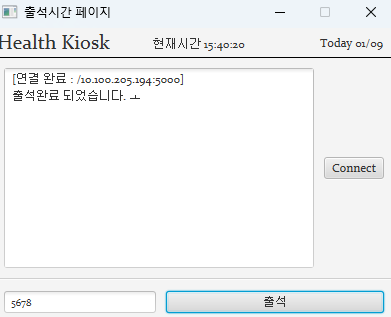 출석시간 페이지
Health Kiosk 현재시간 15:40:20 Today 01/09
[연결 완료 : /10.100.205.194:5000]
출석완료 되었습니다. ㅗ
Connect
5678 출석